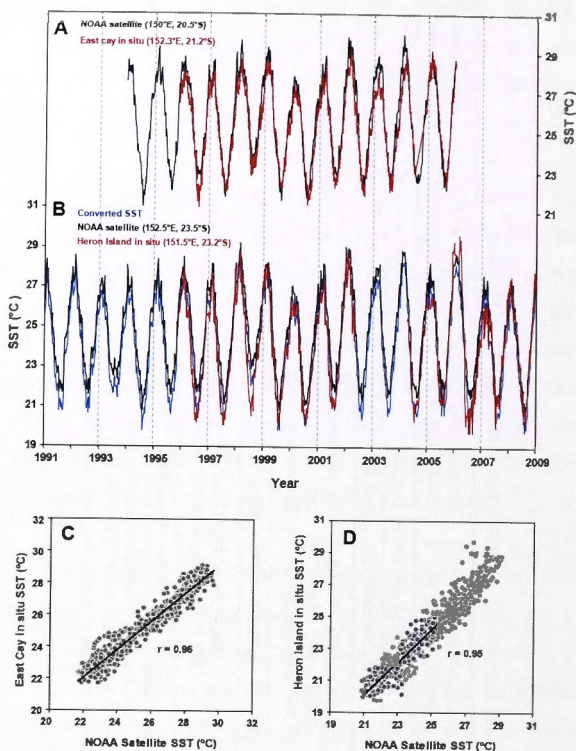 A
NOAA satellite (150°E, 20.5°S)
East cay in situ (152.3°E, 21.2°S)
31
29
27
25
23
21
SST (°C)
B
Converted SST
NOAA satellite (152.5°E, 23.5°S)
Heron Island in situ (151.5°E, 23.2°S)
31
29
27
25
23
21
19
SST (°C)
1991 1993 1995 1997 1999 2001 2003 2005 2007 2009
Year
C
32
30
28
26
24
22
20
East Cay in situ SST (°C)
r = 0.96
20 22 24 26 28 30 32
NOAA Satellite SST (°C)
D
31
29
27
25
23
21
19
Heron Island in situ SST (°C)
r = 0.95
19 21 23 25 27 29 31
NOAA Satellite SST (°C)